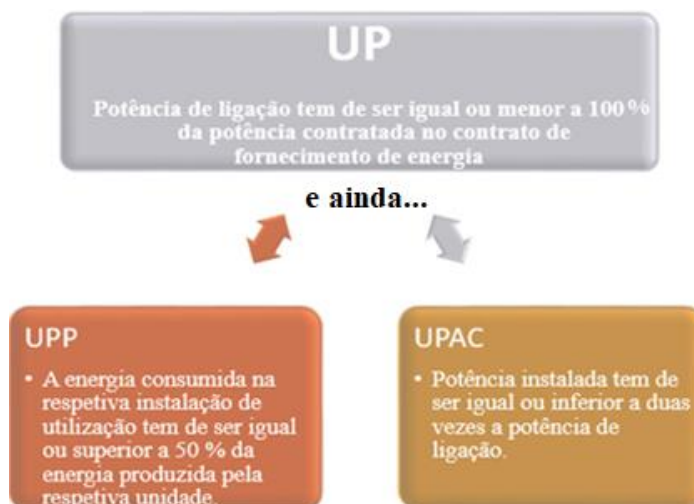 UP
Potência de ligação tem de ser igual ou menor a 100%
da potência contratada no contrato de
fornecimento de energia
e ainda...
UPP
• A energia consumida na
respetiva instalação de
utilização tem de ser igual
ou superior a 50 % da
energia produzida pela
respetiva unidade.
UPAC
• Potência instalada tem de
ser igual ou inferior a duas
vezes a potência de
ligação.